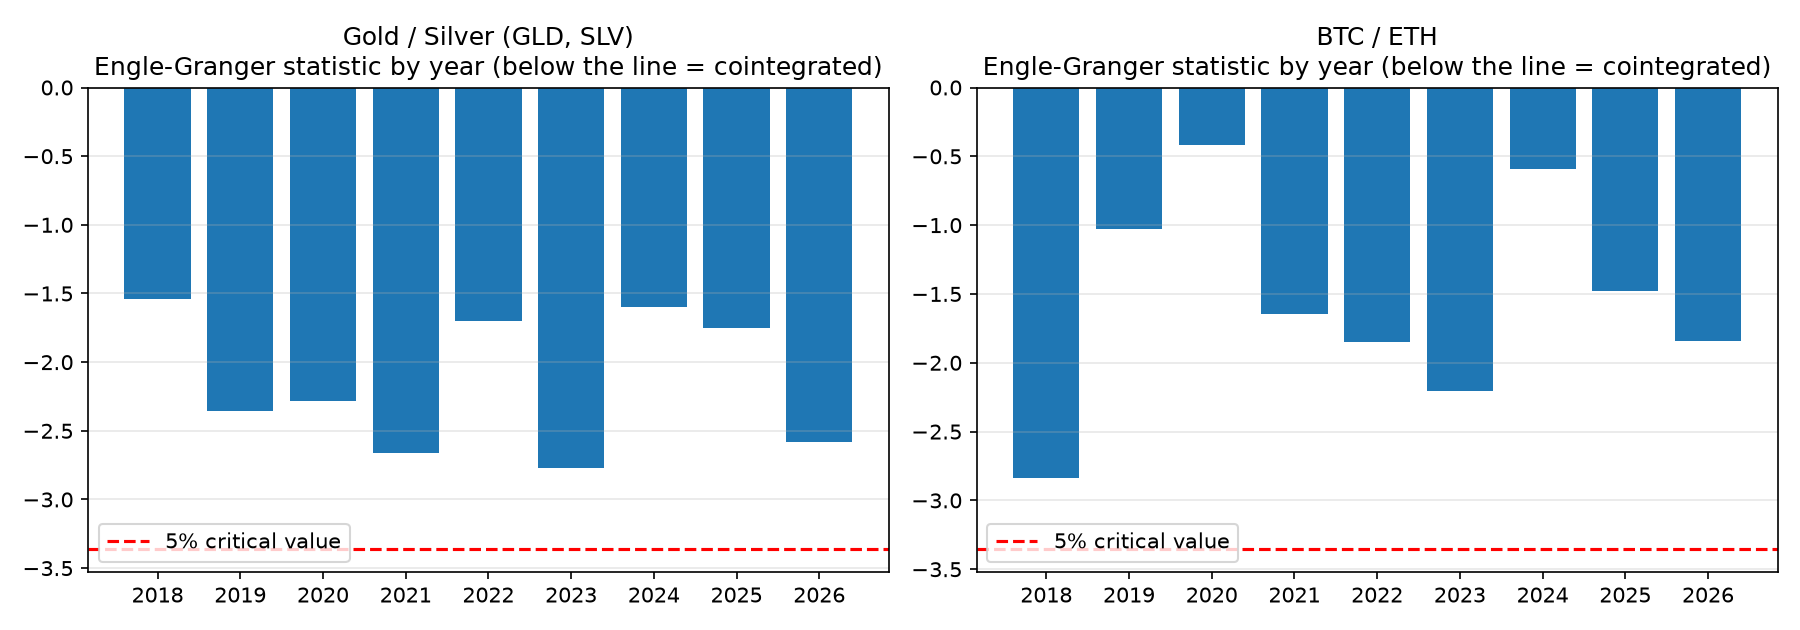 Gold / Silver (GLD, SLV)
Engle-Granger statistic by year (below the line = cointegrated)
0.0
−0.5
−1.0
−1.5
−2.0
−2.5
−3.0
−3.5
5% critical value
2018 2019 2020 2021 2022 2023 2024 2025 2026
BTC / ETH
Engle-Granger statistic by year (below the line = cointegrated)
0.0
−0.5
−1.0
−1.5
−2.0
−2.5
−3.0
−3.5
5% critical value
2018 2019 2020 2021 2022 2023 2024 2025 2026